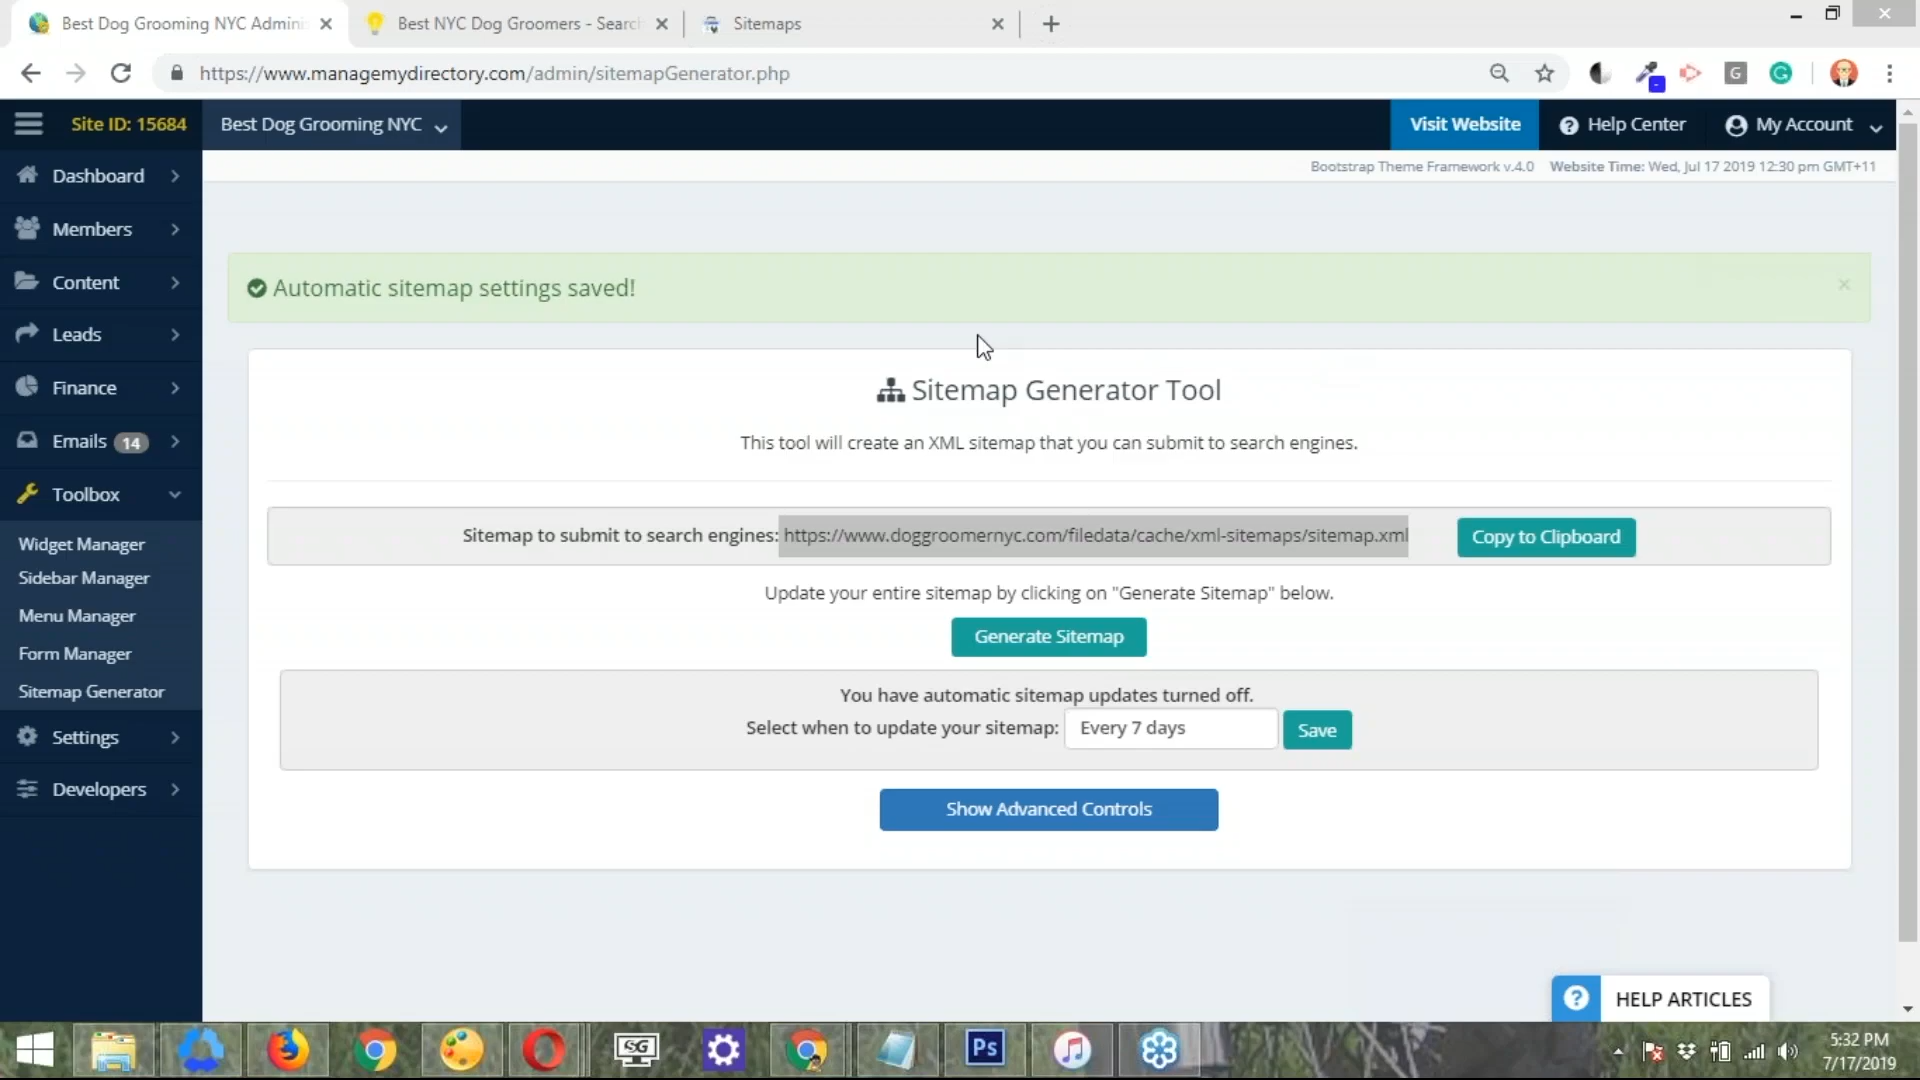 Best Dog Grooming NYC Admini
Best NYC Dog Groomers - Searc
Sitemaps
https://www.managemydirectory.com/admin/sitemapGenerator.php
G
Site ID: 15684
Best Dog Grooming NYC
Visit Website
Help Center
My Account
Bootstrap Theme Framework v.4.0 Website Time: Wed, Jul 17 2019 12:30 pm GMT+11
Dashboard
Members
Content
Leads
Finance
Emails 14
Toolbox
Widget Manager
Sidebar Manager
Menu Manager
Form Manager
Sitemap Generator
Settings
Developers
Automatic sitemap settings saved!
Sitemap Generator Tool
This tool will create an XML sitemap that you can submit to search engines.
Sitemap to submit to search engines: https://www.doggroomernyc.com/filedata/cache/xml-sitemaps/sitemap.xml
Copy to Clipboard
Update your entire sitemap by clicking on "Generate Sitemap" below.
Generate Sitemap
You have automatic sitemap updates turned off.
Select when to update your sitemap: Every 7 days Save
Show Advanced Controls
HELP ARTICLES
SG
Ps
5:32 PM
7/17/2019